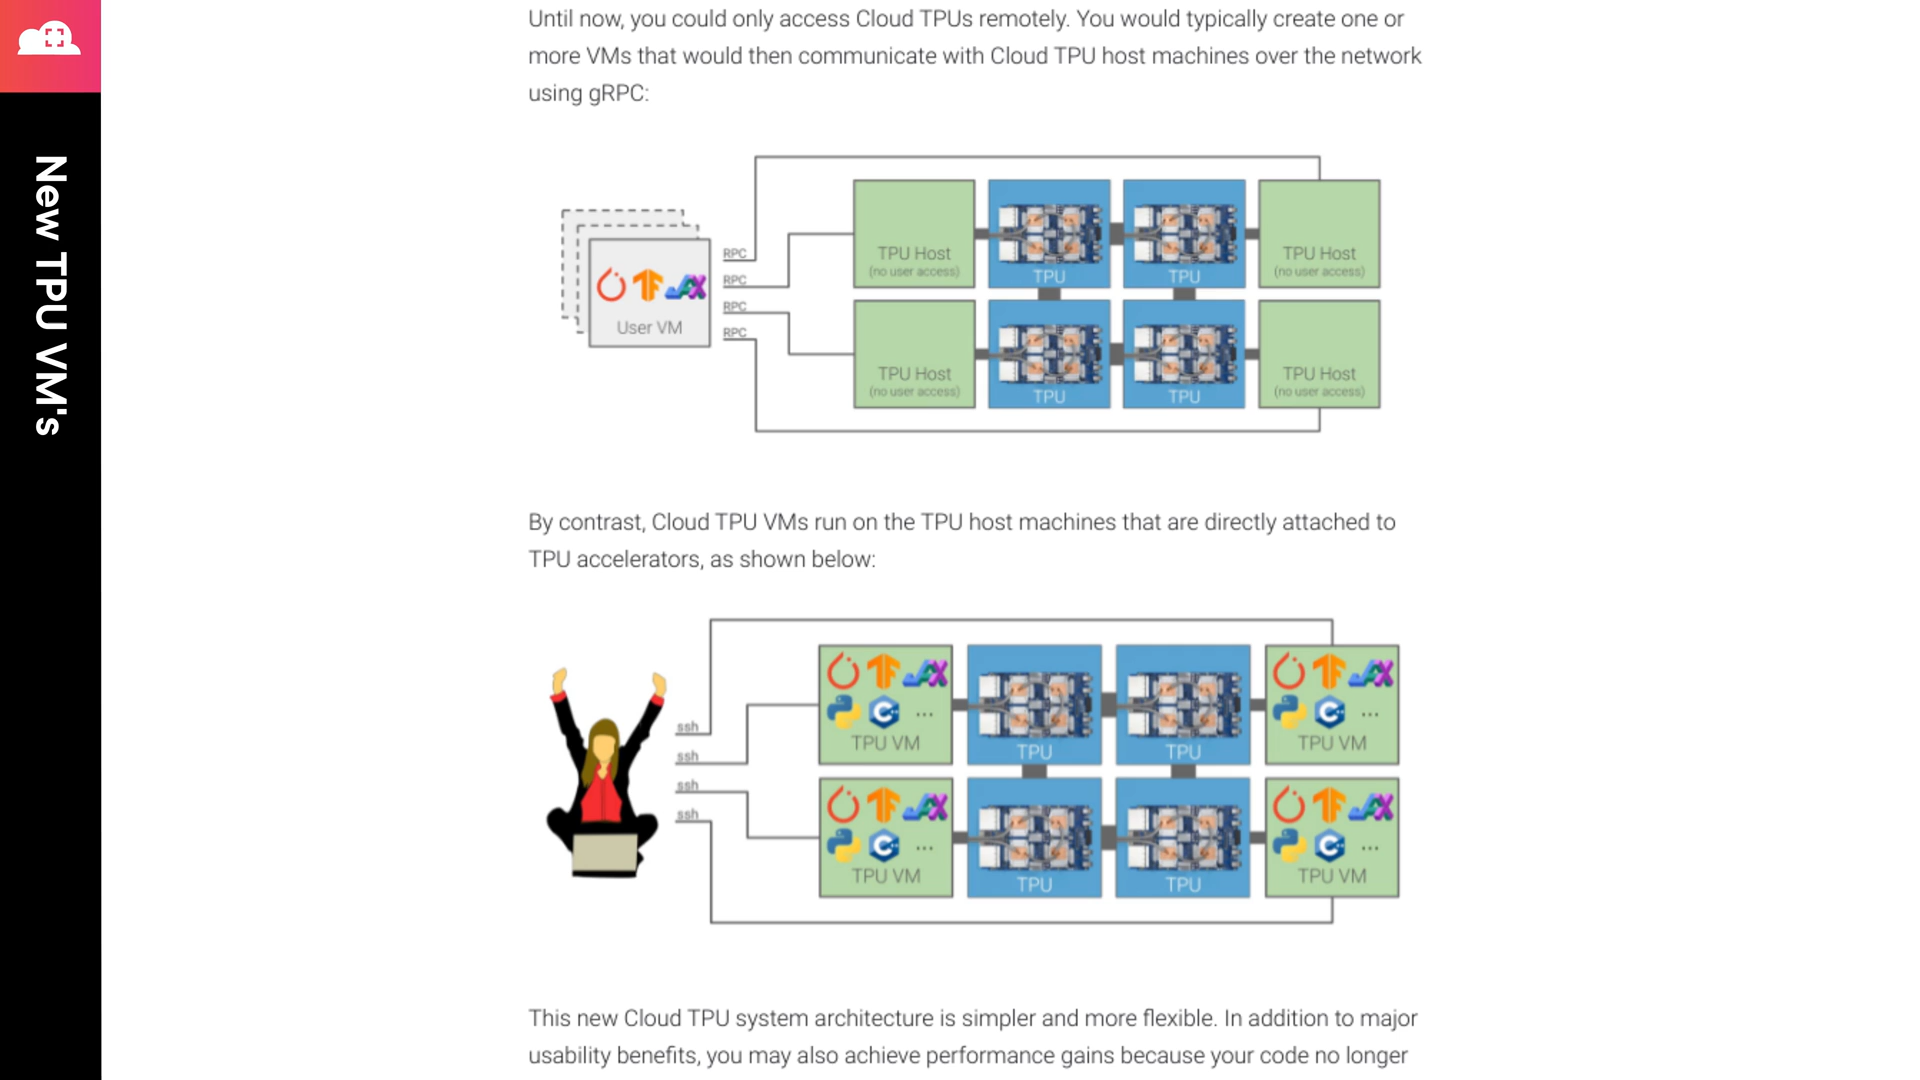 New TPU VM's
Until now, you could only access Cloud TPUs remotely. You would typically create one or
more VMs that would then communicate with Cloud TPU host machines over the network
using gRPC:
RPC
RPC
RPC
RPC
User VM
TPU Host
(no user access)
TPU
TPU
TPU Host
(no user access)
TPU Host
(no user access)
TPU
TPU
TPU Host
(no user access)
By contrast, Cloud TPU VMs run on the TPU host machines that are directly attached to
TPU accelerators, as shown below:
ssh
ssh
ssh
ssh
...
TPU VM
TPU
TPU
...
TPU VM
...
TPU VM
TPU
TPU
...
TPU VM
This new Cloud TPU system architecture is simpler and more flexible. In addition to major
usability benefits, you may also achieve performance gains because your code no longer